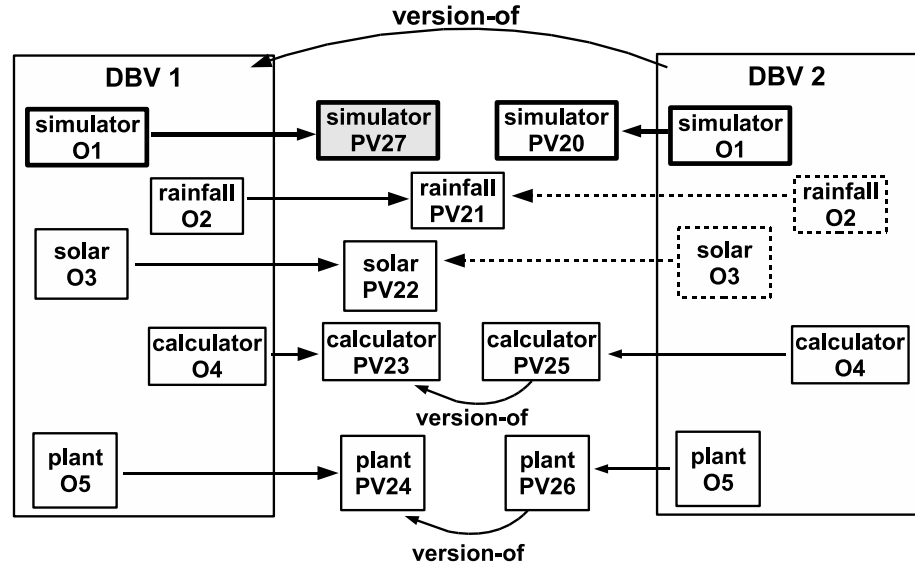 version-of
DBV 1
DBV 2
simulator
O1
simulator
PV27
simulator
PV20
simulator
O1
rainfall
O2
rainfall
PV21
rainfall
O2
solar
O3
solar
PV22
solar
O3
calculator
O4
calculator
PV23
calculator
PV25
calculator
O4
version-of
plant
O5
plant
PV24
plant
PV26
plant
O5
version-of